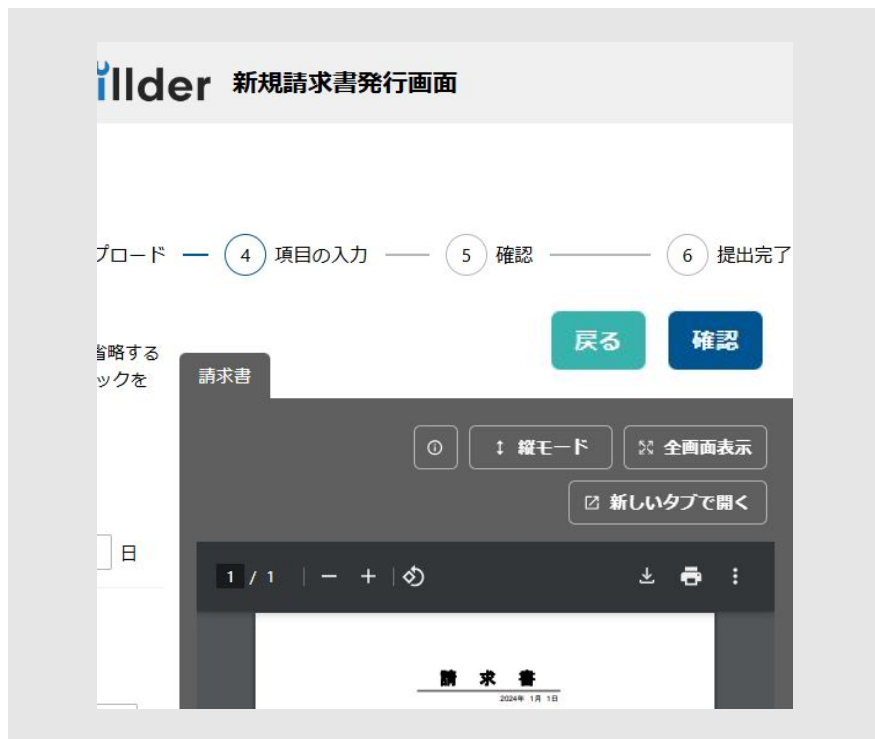 illder 新規請求書発行画面
プロード
4 項目の入力
5 確認
6 提出完了
戻る
確認
省略する
ックを
請求書
縦モード
全画面表示
新しいタブで開く
日
1 / 1
請 求 書
2024年 1月 1日